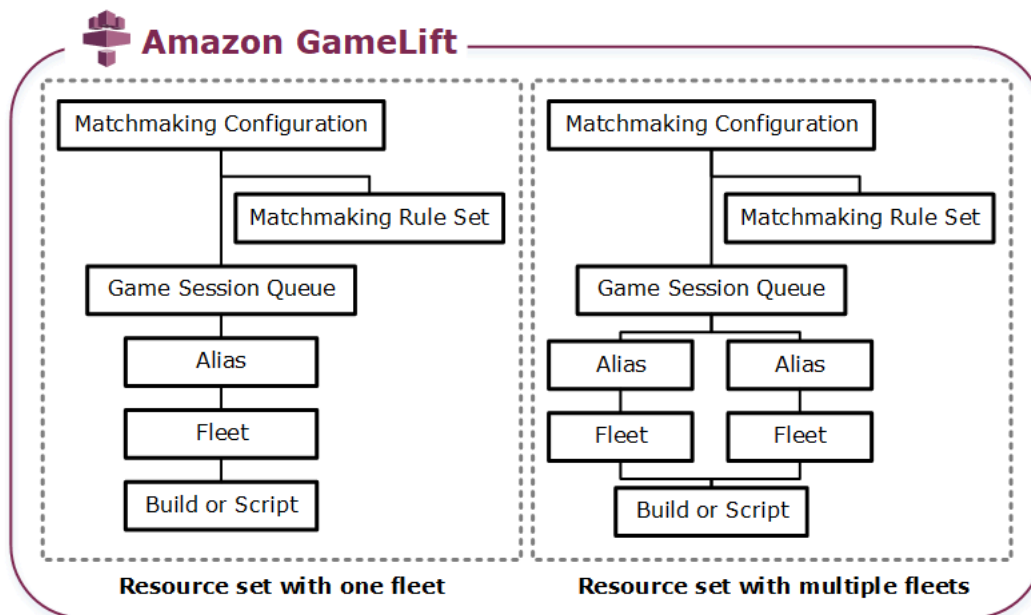 Amazon GameLift
Matchmaking Configuration
Matchmaking Rule Set
Game Session Queue
Alias
Fleet
Build or Script
Resource set with one fleet
Matchmaking Configuration
Matchmaking Rule Set
Game Session Queue
Alias
Alias
Fleet
Fleet
Build or Script
Resource set with multiple fleets